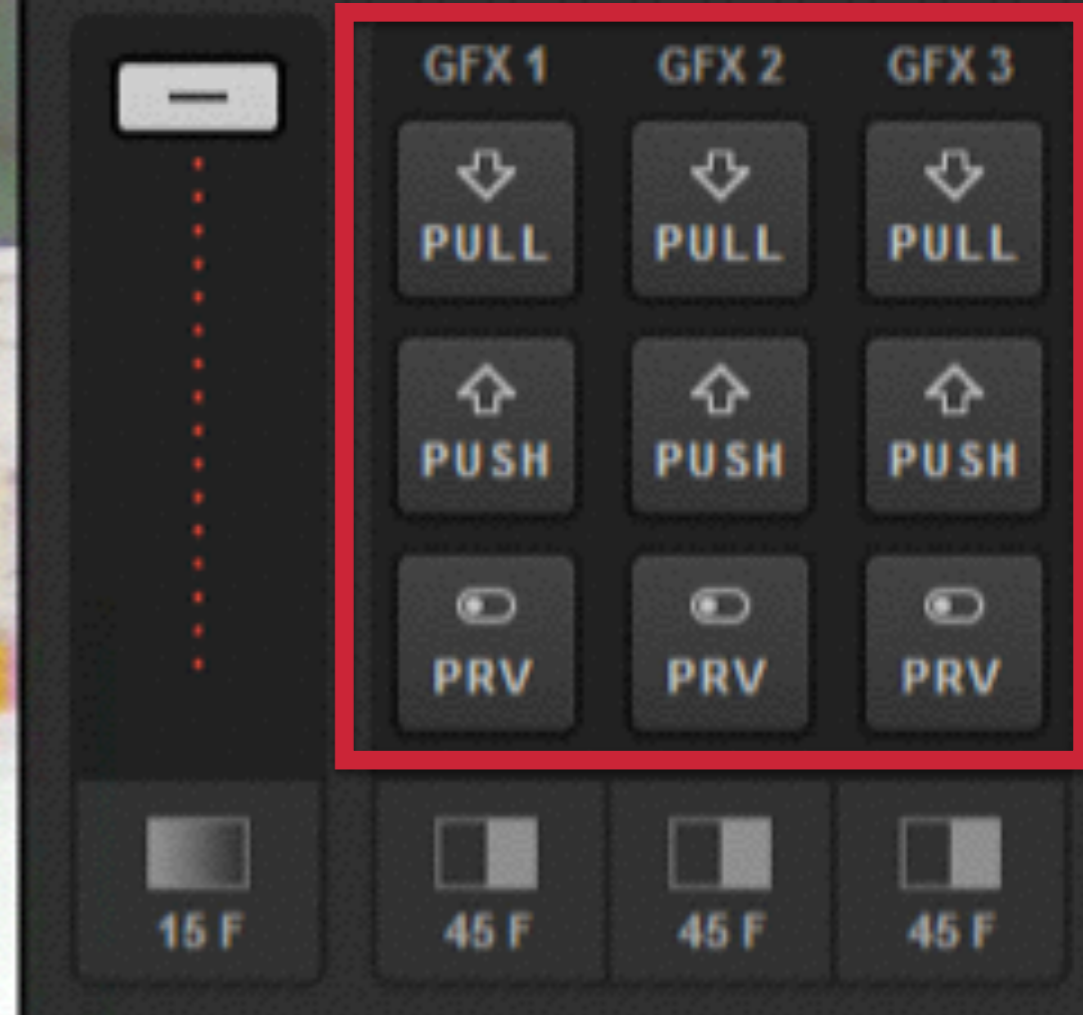 GFX 1 GFX 2 GFX 3
PULL PULL PULL
PUSH PUSH PUSH
PRV PRV PRV
15 F 45 F 45 F 45 F